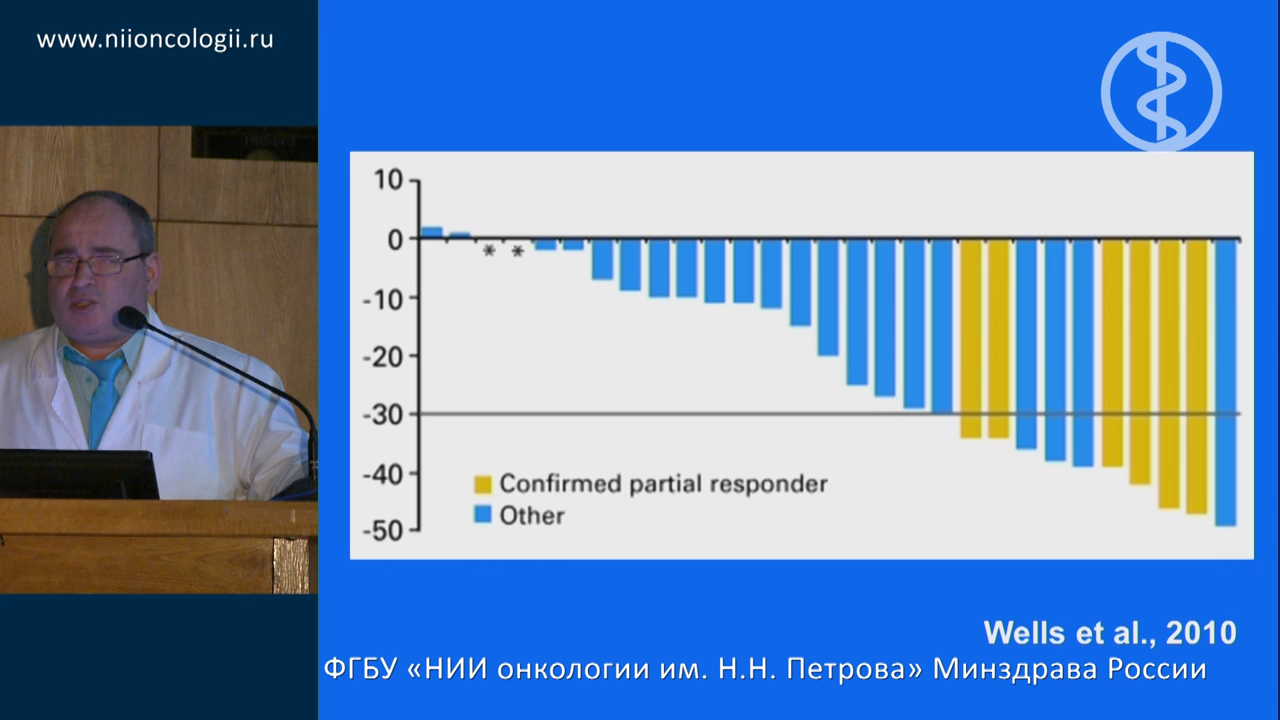 www.niioncologii.ru
10
0
* *
-10
-20
-30
-40
-50
Confirmed partial responder
Other
Wells et al., 2010
ФГБУ «НИИ онкологии им. Н.Н. Петрова» Минздрава России